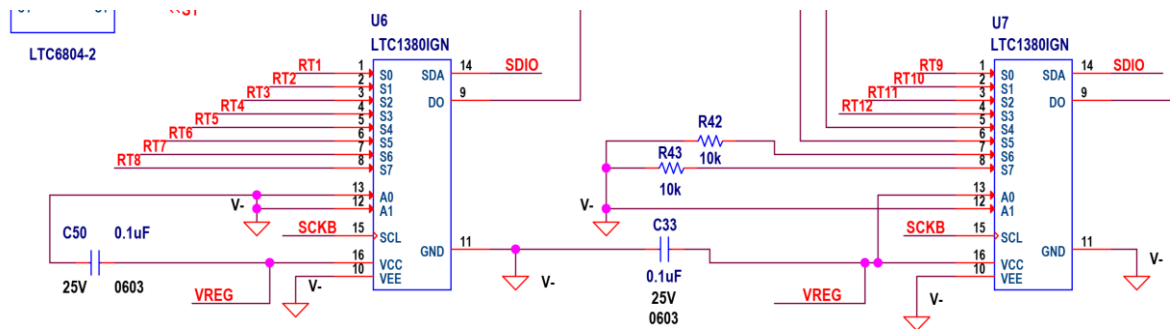 U6
LTC1380IGN
LTC6804-2
RT1
RT2
RT3
RT4
RT5
RT6
RT7
RT8
1
2
3
4
5
6
7
8
S0
S1
S2
S3
S4
S5
S6
S7
13
12
A0
A1
V-
SCKB
15
SCL
16
10
VCC
VEE
SDA
DO
GND
14
9
11
SDIO
C50
0.1uF
25V
0603
VREG
V-
V-
C33
0.1uF
25V
0603
R42
10k
R43
10k
V-
U7
LTC1380IGN
RT9
RT10
RT11
RT12
1
2
3
4
5
6
7
8
S0
S1
S2
S3
S4
S5
S6
S7
13
12
A0
A1
SCKB
15
SCL
16
10
VCC
VEE
SDA
DO
GND
14
9
11
SDIO
VREG
V-
V-